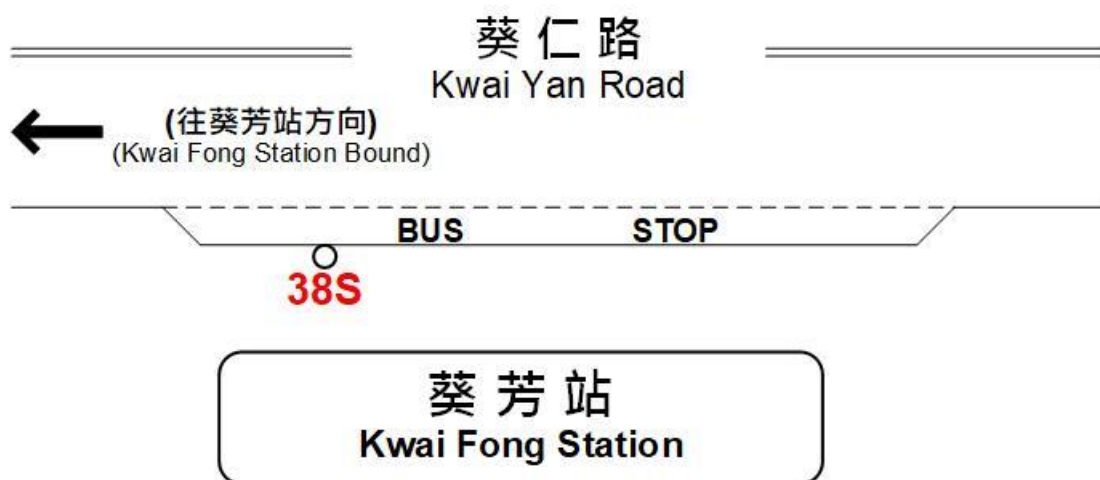 葵仁路
Kwai Yan Road
(往葵芳站方向)
(Kwai Fong Station Bound)
BUS STOP
38S
葵芳站
Kwai Fong Station